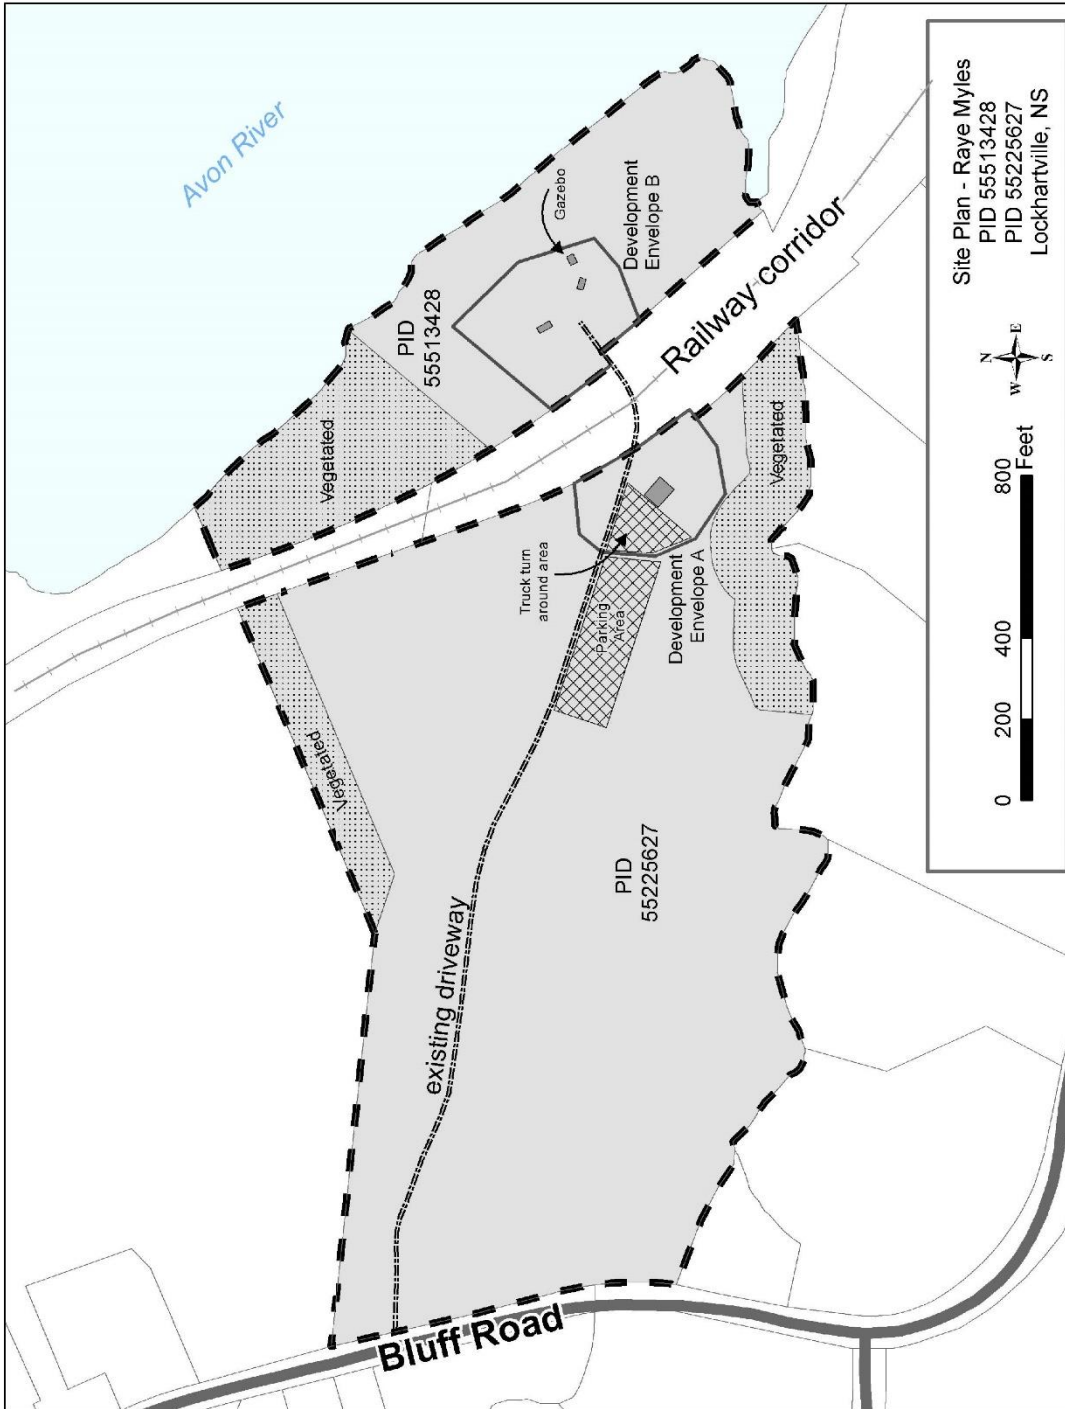 Avon River
Vegetated
PID
55513428
Gazebo
Development
Envelope B
Railway corridor
Vegetated
existing driveway
Truck turn
around area
Parking
Area
Development
Envelope A
Vegetated
PID
55225627
Bluff Road
0 200 400 800
Feet
N
W E
S
Site Plan - Raye Myles
PID 55513428
PID 55225627
Lockhartville, NS